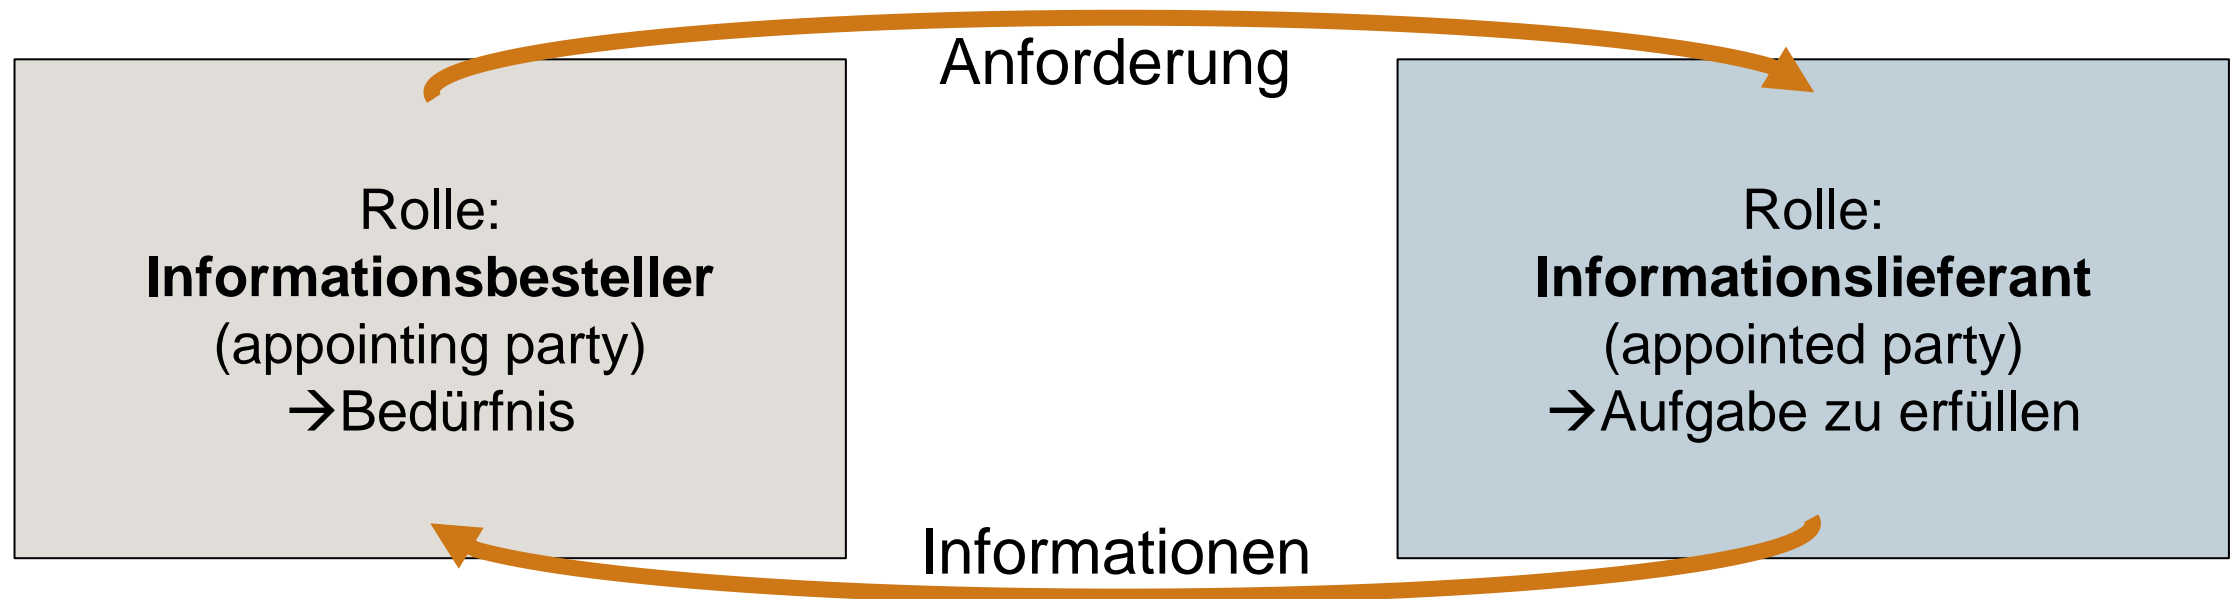 Anforderung
Rolle:
Informationsbesteller
(appointing party)
→Bedürfnis
Rolle:
Informationslieferant
(appointed party)
→Aufgabe zu erfüllen
Informationen